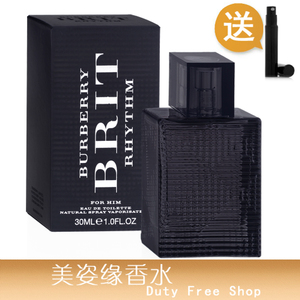 送
BURBERRY
BRIT
RHYTHM
FOR HIM
EAU DE TOILETTE
NATURAL SPRAY VAPORISATEUR
30ML℮1.0FL.OZ
美姿缘香水
Duty Free Shop